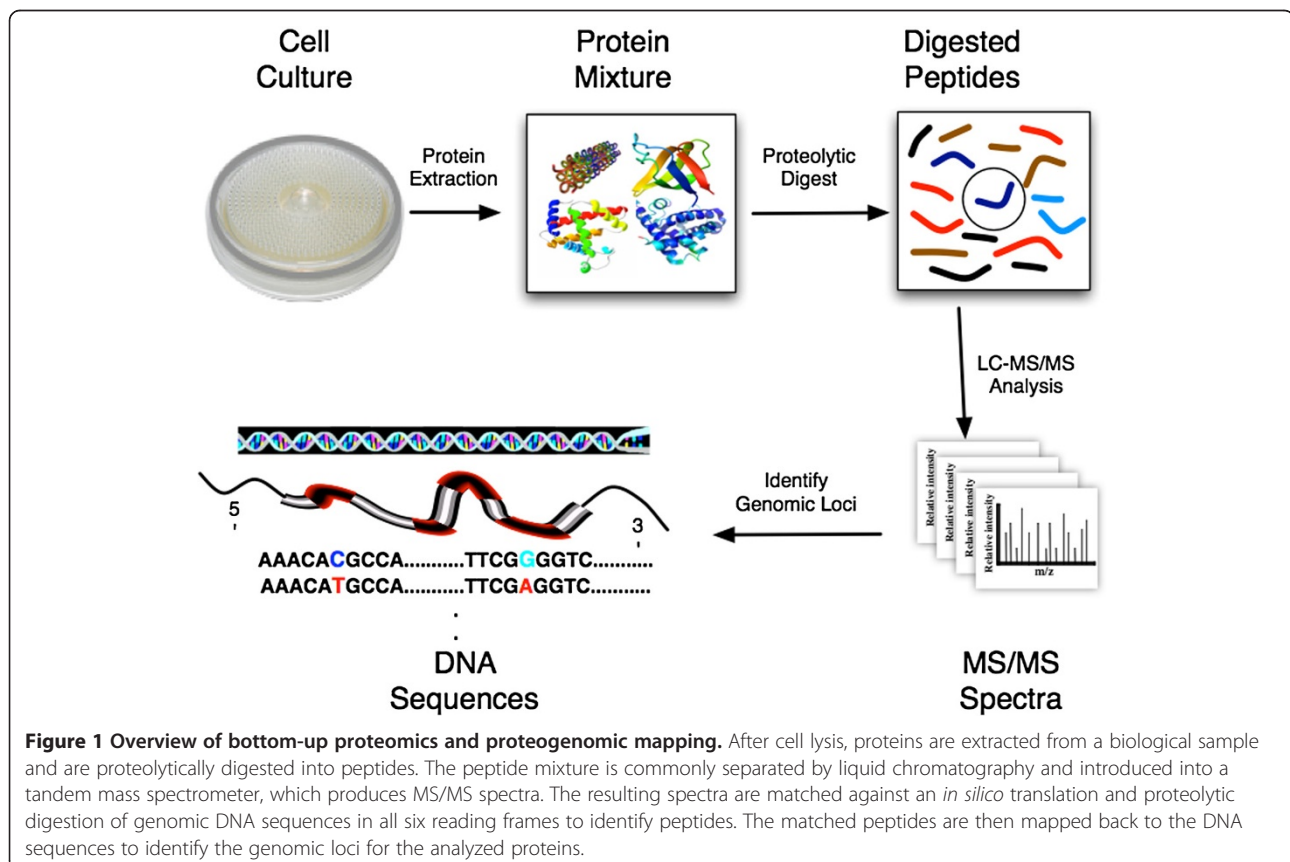 Cell
Culture
Protein
Extraction
Protein
Mixture
Proteolytic
Digest
Digested
Peptides
LC-MS/MS
Analysis
Relative intensity
Relative intensity
Relative intensity
Relative intensity
m/z
MS/MS
Spectra
Identify
Genomic Loci
5
'
3
'
AAACACGCCA...........TTCGGGGTC...........
AAACATGCCA...........TTCGAGGTC...........
.
.
DNA
Sequences
Figure 1 Overview of bottom-up proteomics and proteogenomic mapping. After cell lysis, proteins are extracted from a biological sample
and are proteolytically digested into peptides. The peptide mixture is commonly separated by liquid chromatography and introduced into a
tandem mass spectrometer, which produces MS/MS spectra. The resulting spectra are matched against an in silico translation and proteolytic
digestion of genomic DNA sequences in all six reading frames to identify peptides. The matched peptides are then mapped back to the DNA
sequences to identify the genomic loci for the analyzed proteins.